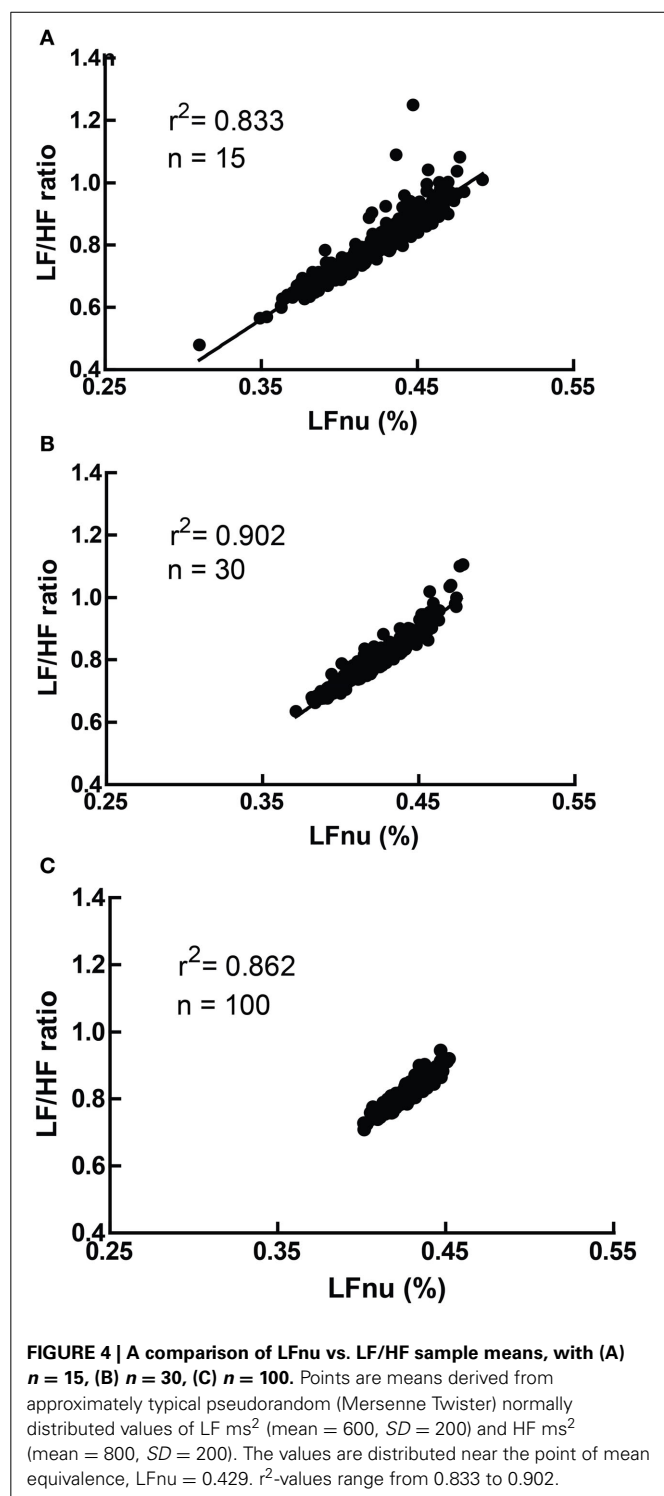 A
1.4
1.2
1.0
0.8
0.6
0.4
LF/HF ratio
r²= 0.833
n = 15
0.25 0.35 0.45 0.55
LFnu (%)
B
1.4
1.2
1.0
0.8
0.6
0.4
LF/HF ratio
r²= 0.902
n = 30
0.25 0.35 0.45 0.55
LFnu (%)
C
1.4
1.2
1.0
0.8
0.6
0.4
LF/HF ratio
r²= 0.862
n = 100
0.25 0.35 0.45 0.55
LFnu (%)
FIGURE 4 | A comparison of LFnu vs. LF/HF sample means, with (A)
n = 15, (B) n = 30, (C) n = 100. Points are means derived from
approximately typical pseudorandom (Mersenne Twister) normally
distributed values of LF ms² (mean = 600, SD = 200) and HF ms²
(mean = 800, SD = 200). The values are distributed near the point of mean
equivalence, LFnu = 0.429. r²-values range from 0.833 to 0.902.